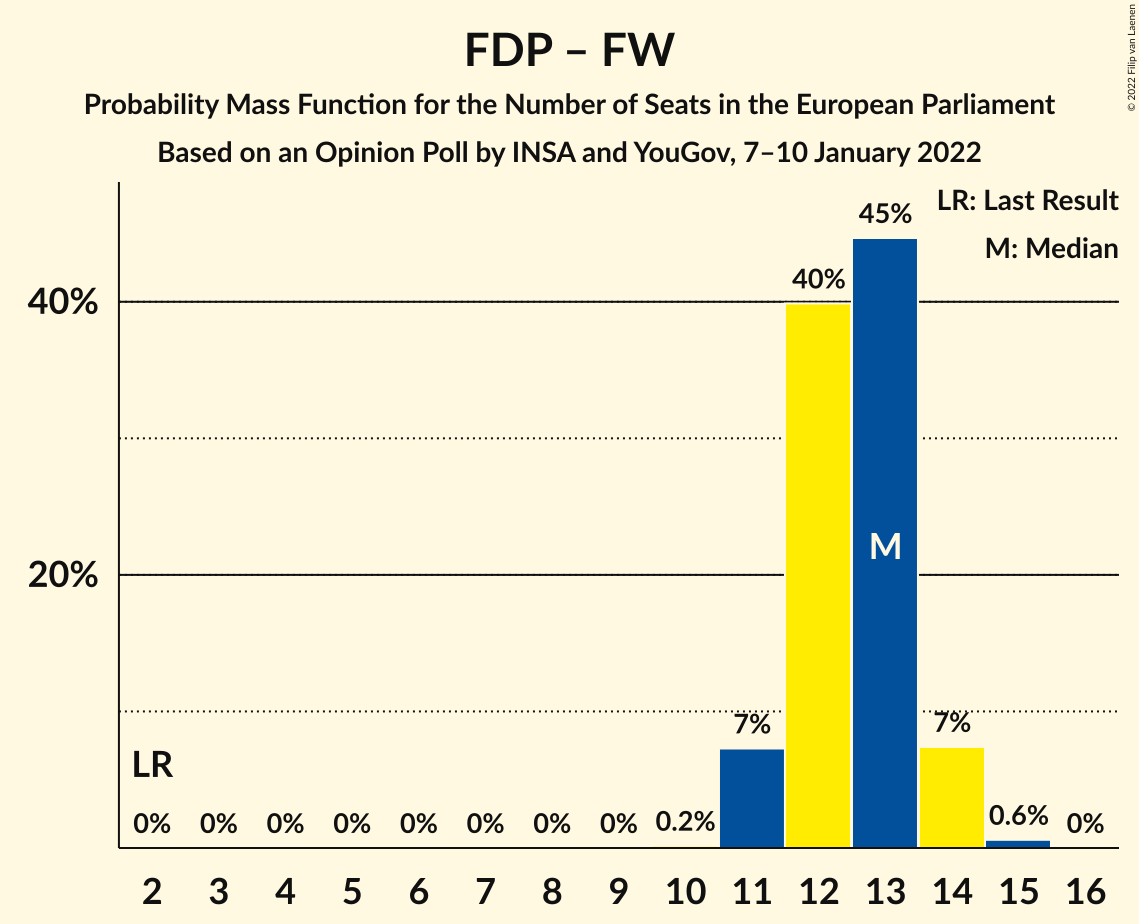 FDP – FW
Probability Mass Function for the Number of Seats in the European Parliament
Based on an Opinion Poll by INSA and YouGov, 7–10 January 2022
© 2022 Filip van Laenen
LR: Last Result
M: Median
45%
40%
40%
20%
M
7%
7%
LR
0% 0% 0% 0% 0% 0% 0% 0% 0.2% 0.6% 0%
2 3 4 5 6 7 8 9 10 11 12 13 14 15 16